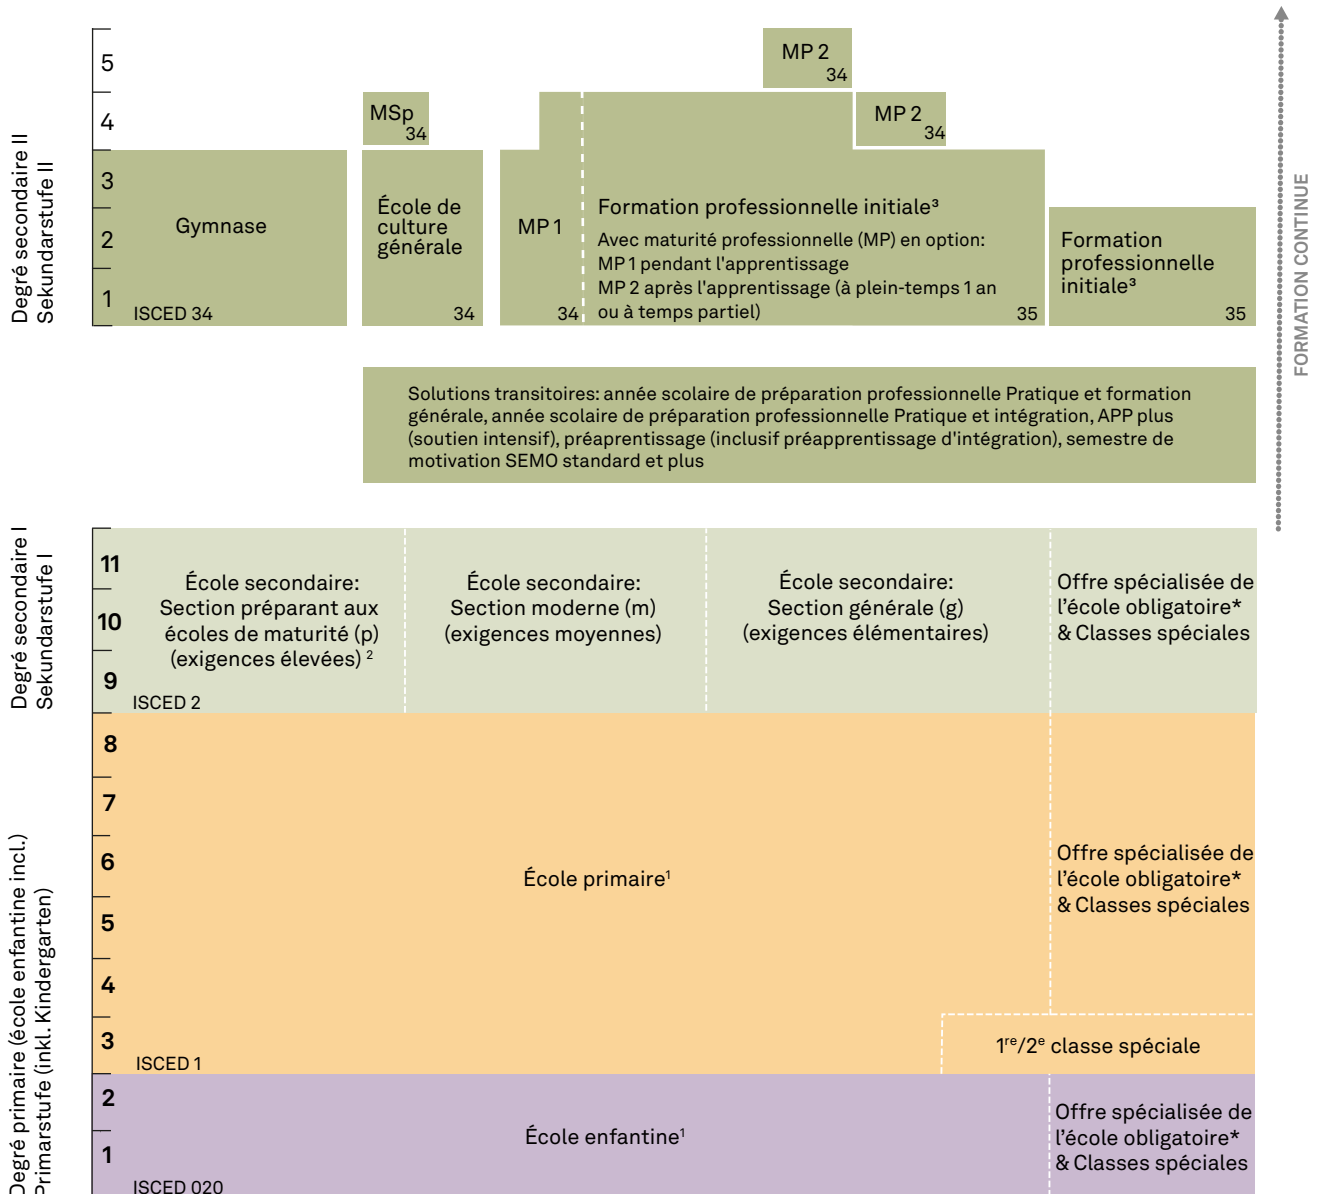 5
4
3
2
1
Degré secondaire II
Sekundarstufe II
MP 2
34
MSp
34
MP 2
34
Gymnase
ISCED 34
École de
culture
générale
34
MP 1
34
Formation professionnelle initiale³
Avec maturité professionnelle (MP) en option:
MP 1 pendant l'apprentissage
MP 2 après l'apprentissage (à plein-temps 1 an
ou à temps partiel)
35
Formation
professionnelle
initiale³
35
FORMATION CONTINUE
Solutions transitoires: année scolaire de préparation professionnelle Pratique et formation
générale, année scolaire de préparation professionnelle Pratique et intégration, APP plus
(soutien intensif), préaprentissage (inclusif préapprentissage d'intégration), semestre de
motivation SEMO standard et plus
Degré secondaire I
Sekundarstufe I
11
10
9
École secondaire:
Section préparant aux
écoles de maturité (p)
(exigences élevées) ²
ISCED 2
École secondaire:
Section moderne (m)
(exigences moyennes)
École secondaire:
Section générale (g)
(exigences élémentaires)
Offre spécialisée de
l'école obligatoire*
& Classes spéciales
Degré primaire (école enfantine incl.)
Primarstufe (inkl. Kindergarten)
8
7
6
5
4
3
École primaire¹
ISCED 1
Offre spécialisée de
l'école obligatoire*
& Classes spéciales
1ʳᵉ/2ᵉ classe spéciale
2
1
École enfantine¹
ISCED 020
Offre spécialisée de
l'école obligatoire*
& Classes spéciales